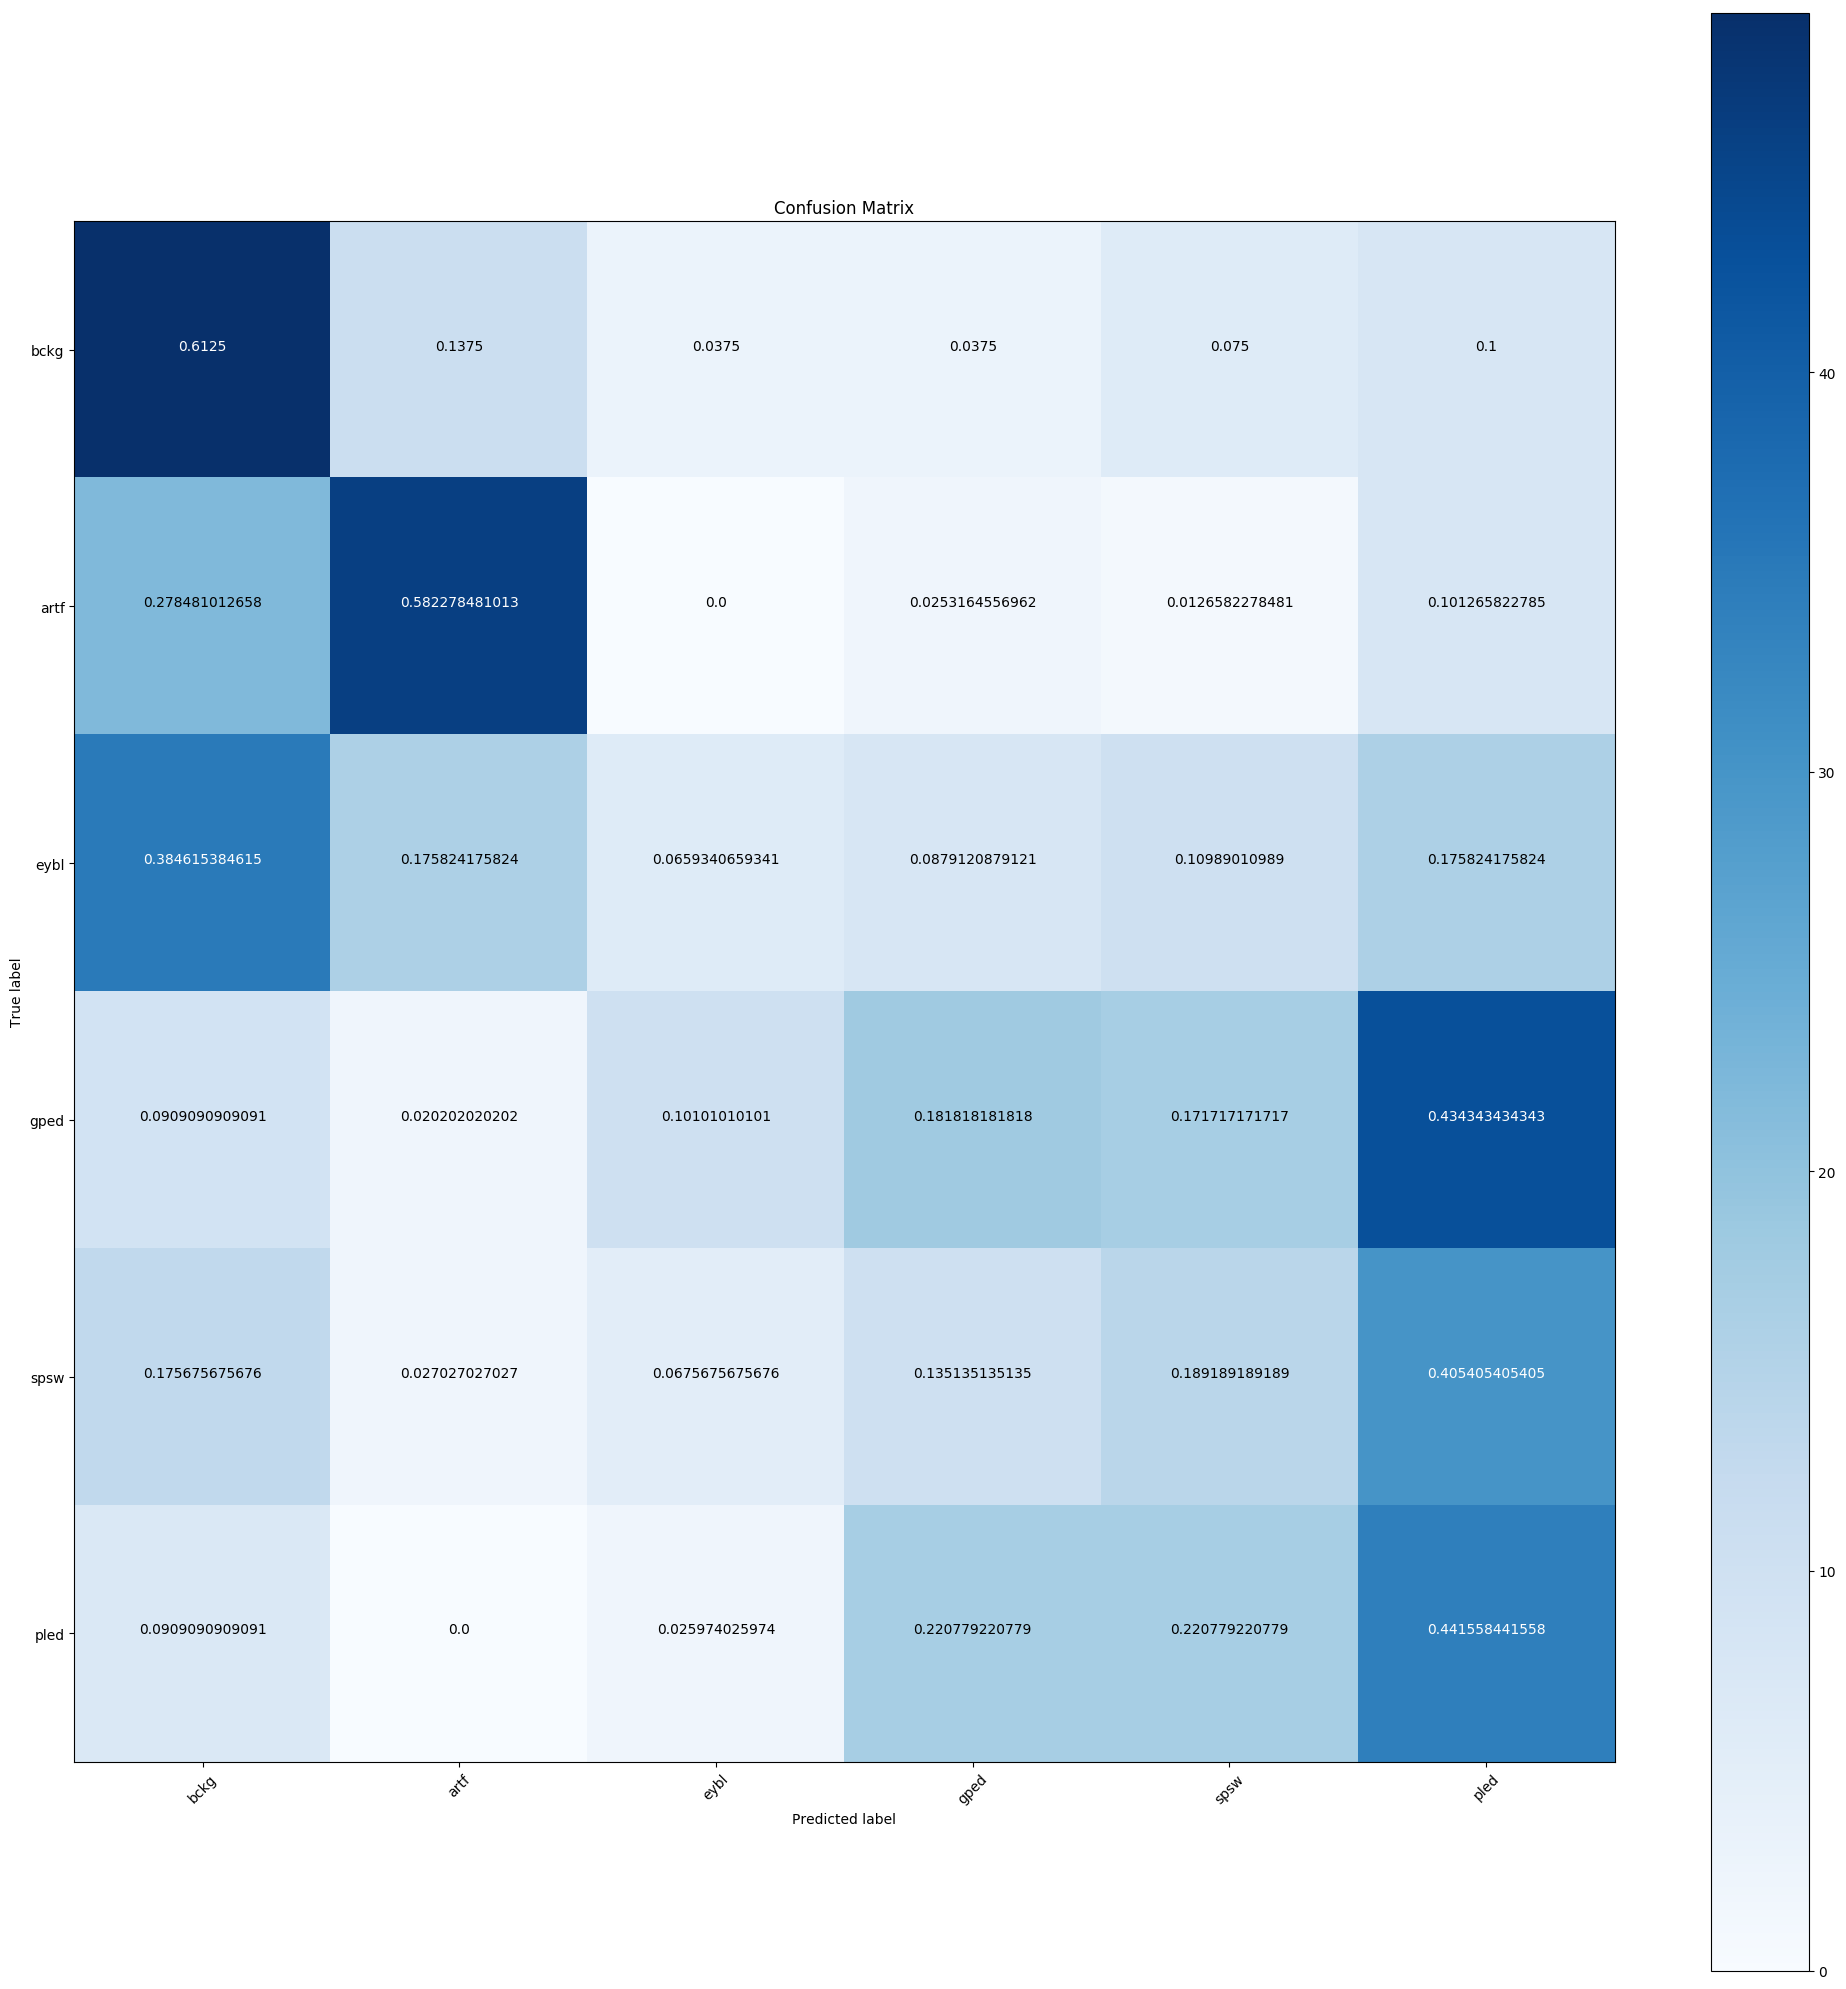 Confusion Matrix
bckg 0.6125 0.1375 0.0375 0.0375 0.075 0.1
artf 0.278481012658 0.582278481013 0.0 0.0253164556962 0.0126582278481 0.101265822785
eybl 0.384615384615 0.175824175824 0.0659340659341 0.0879120879121 0.10989010989 0.175824175824
gped 0.0909090909091 0.020202020202 0.10101010101 0.181818181818 0.171717171717 0.434343434343
spsw 0.175675675676 0.027027027027 0.0675675675676 0.135135135135 0.189189189189 0.405405405405
pled 0.0909090909091 0.0 0.025974025974 0.220779220779 0.220779220779 0.441558441558
bckg artf eybl gped spsw pled
Predicted label
True label
40
30
20
10
0